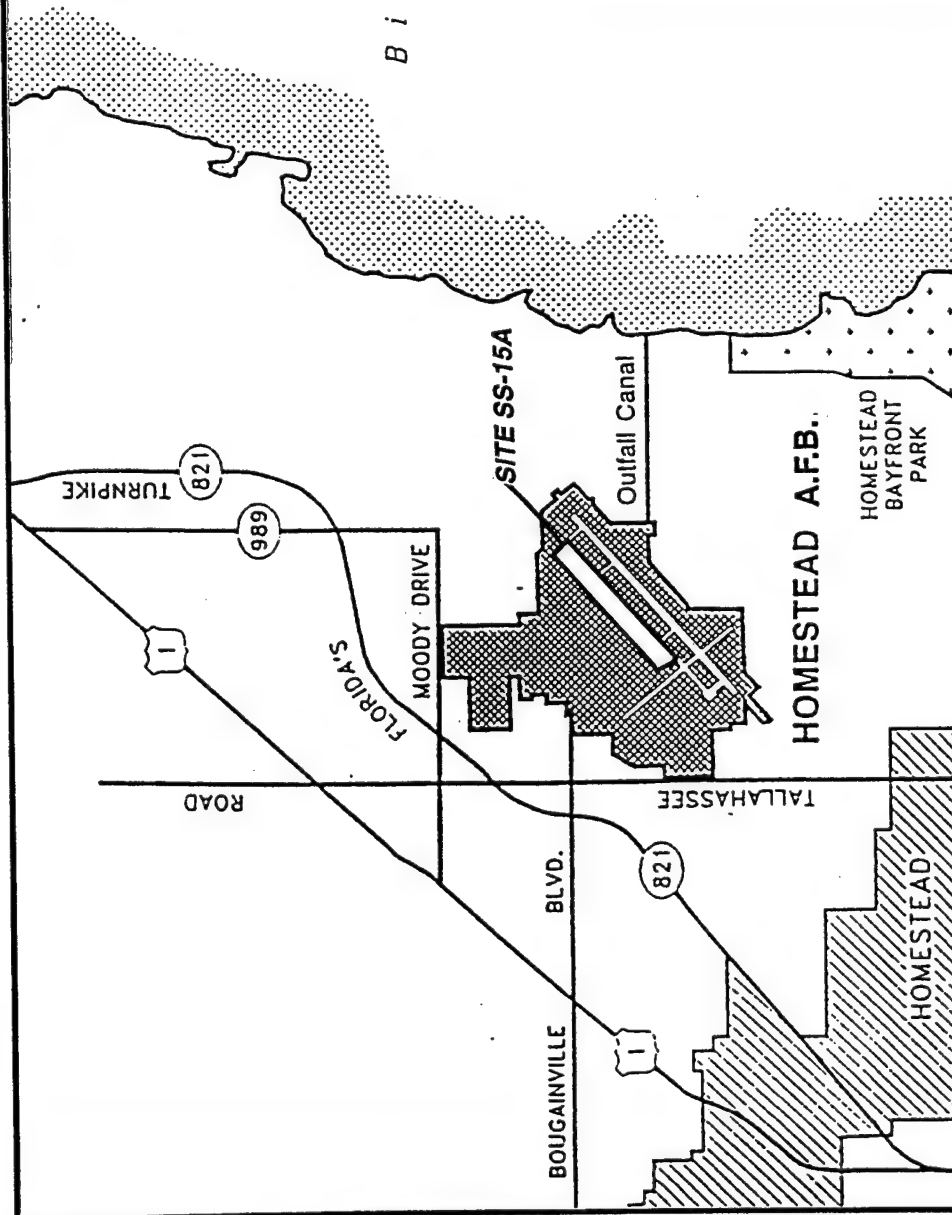 B i
TURNPIKE
821
989
SITE SS-15A
1
FLORIDA'S
MOODY DRIVE
Outfall Canal
ROAD
HOMESTEAD A.F.B.
HOMESTEAD
BAYFRONT
PARK
TALLAHASSEE
BLVD.
821
BOUGAINVILLE
1
HOMESTEAD